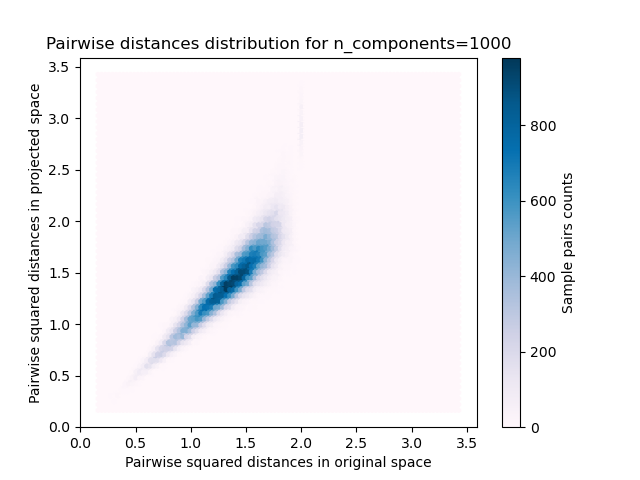 Pairwise distances distribution for n_components=1000
Pairwise squared distances in projected space
3.5
3.0
2.5
2.0
1.5
1.0
0.5
0.0
0.0 0.5 1.0 1.5 2.0 2.5 3.0 3.5
Pairwise squared distances in original space
800
600
400
200
0
Sample pairs counts